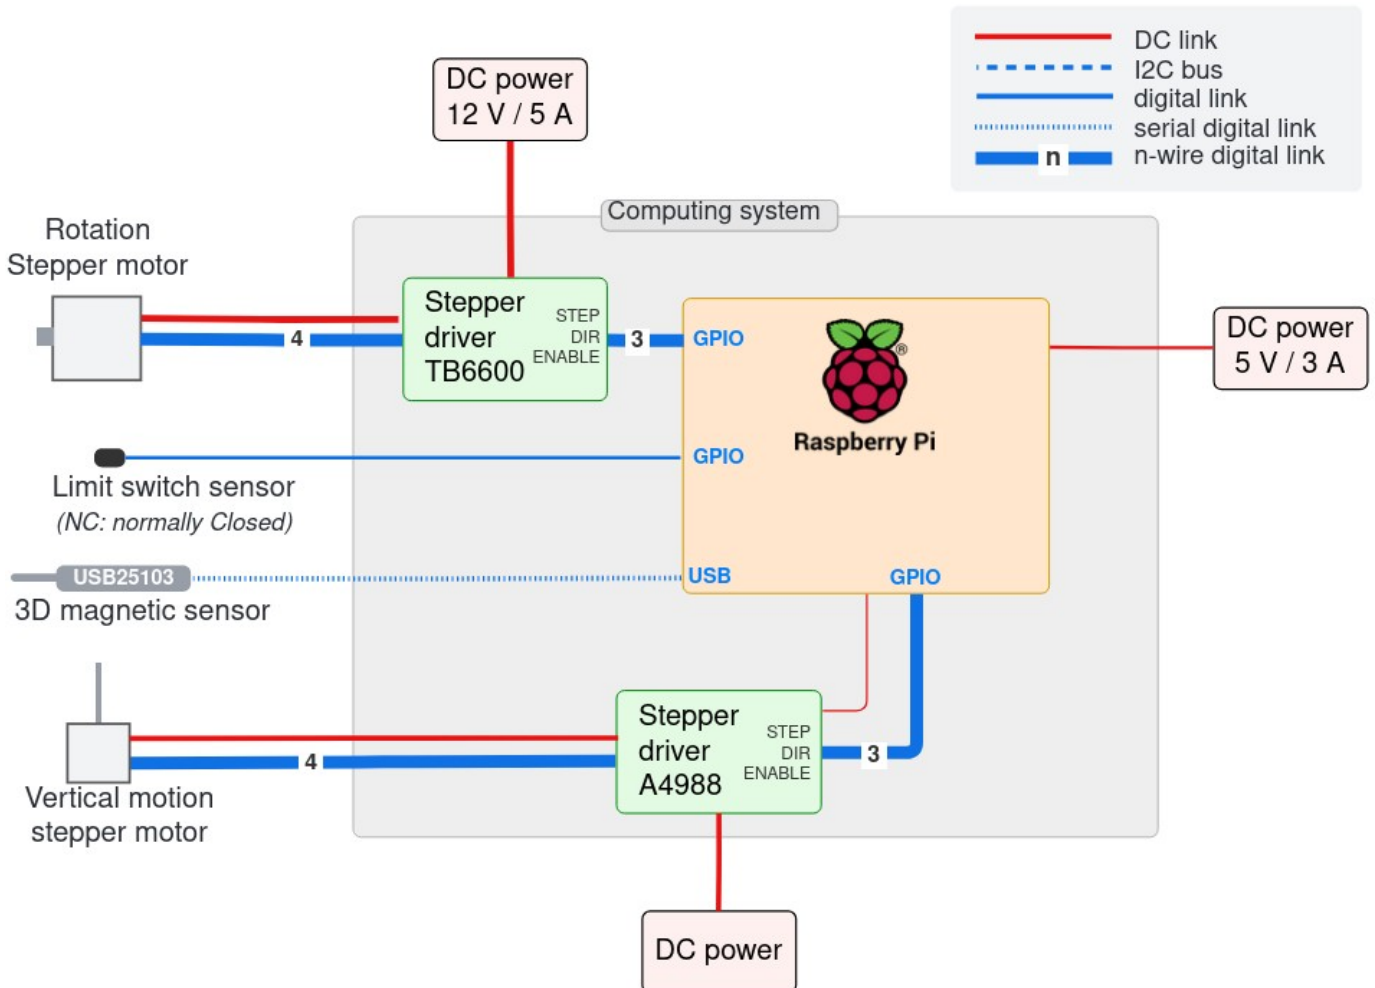 DC link
I2C bus
digital link
serial digital link
n
n-wire digital link
DC power
12 V / 5 A
Computing system
Rotation
Stepper motor
4
Stepper
driver
TB6600
STEP
DIR
ENABLE
3
GPIO
®
Raspberry Pi
DC power
5 V / 3 A
GPIO
Limit switch sensor
(NC: normally Closed)
USB25103
3D magnetic sensor
USB
GPIO
4
Stepper
driver
A4988
STEP
DIR
ENABLE
3
Vertical motion
stepper motor
DC power